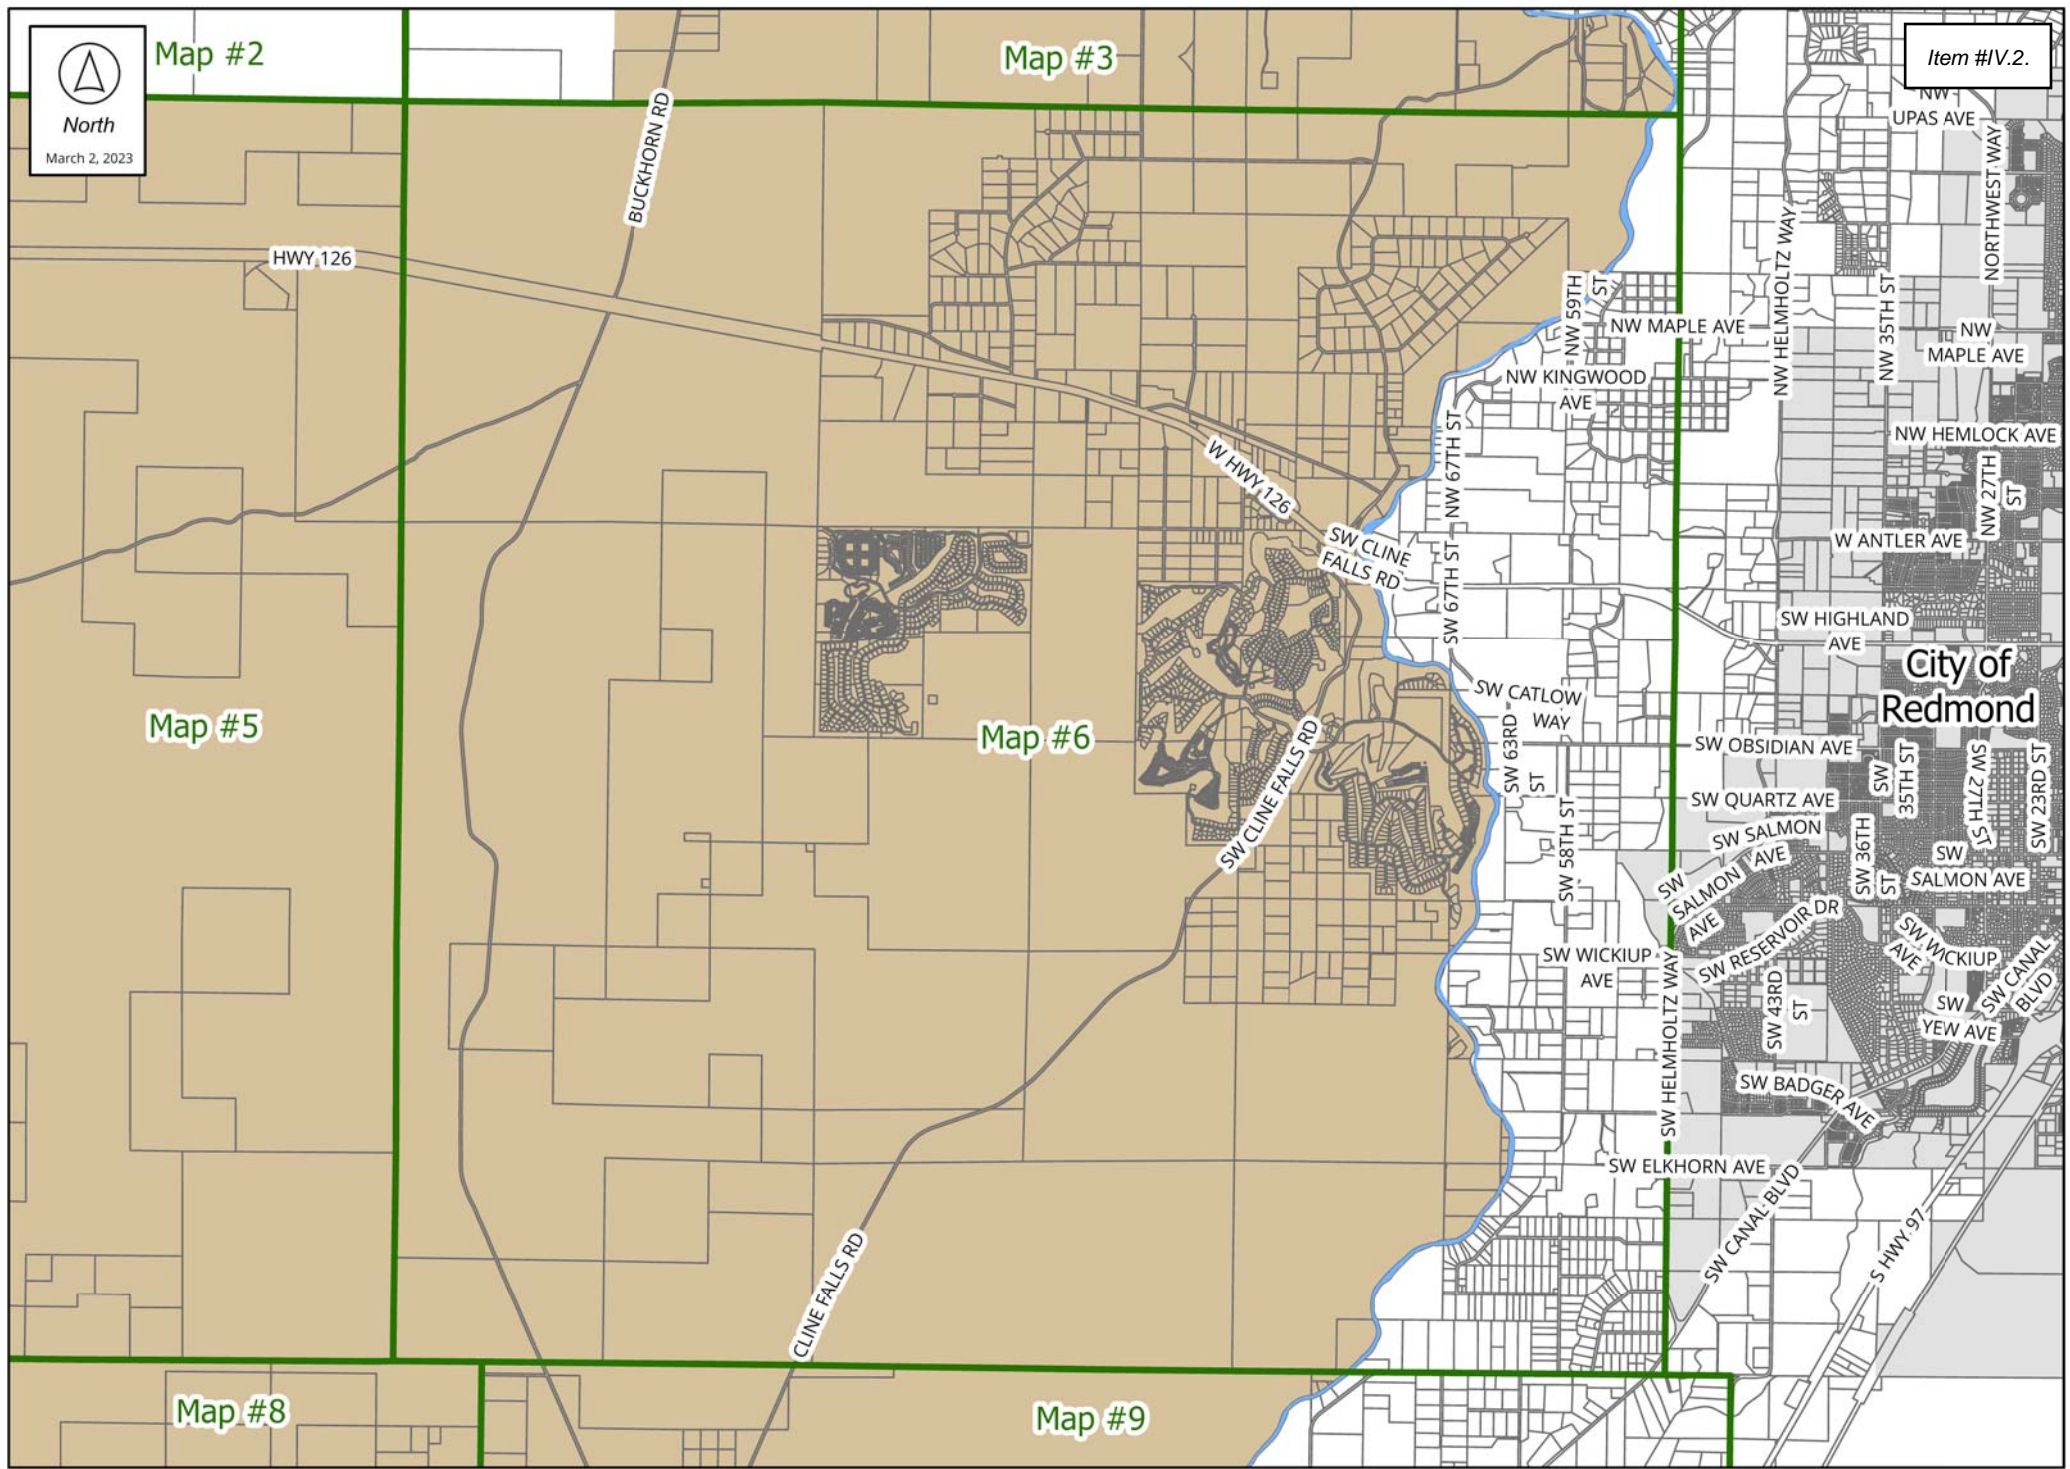 Map #2
Map #3
Item #IV.2.
North
March 2, 2023
NW
UPAS AVE
BUCKHORN RD
NORTHWEST WAY
HWY 126
NW HELMHOLTZ WAY
NW 59TH
ST
NW 35TH ST
NW MAPLE AVE
NW
MAPLE AVE
NW KINGWOOD
AVE
NW 67TH ST
NW HEMLOCK AVE
W HWY 126
NW 27TH
ST
SW CLINE
FALLS RD
W ANTLER AVE
SW 67TH ST
SW HIGHLAND
AVE
City of
Redmond
SW CATLOW
WAY
Map #5
Map #6
SW 63RD
ST
SW OBSIDIAN AVE
SW
35TH ST
SW 27TH ST
SW 23RD ST
SW CLINE FALLS RD
SW QUARTZ AVE
SW 58TH ST
SW SALMON
AVE
SW 36TH
ST
SW
SALMON AVE
SW
SALMON AVE
SW RESERVOIR DR
SW WICKIUP
AVE
SW WICKIUP
AVE
SW CANAL
BLVD
SW HELMHOLTZ WAY
SW 43RD
ST
SW
YEW AVE
SW BADGER AVE
SW ELKHORN AVE
SW CANAL BLVD
S HWY 97
CLINE FALLS RD
Map #8
Map #9